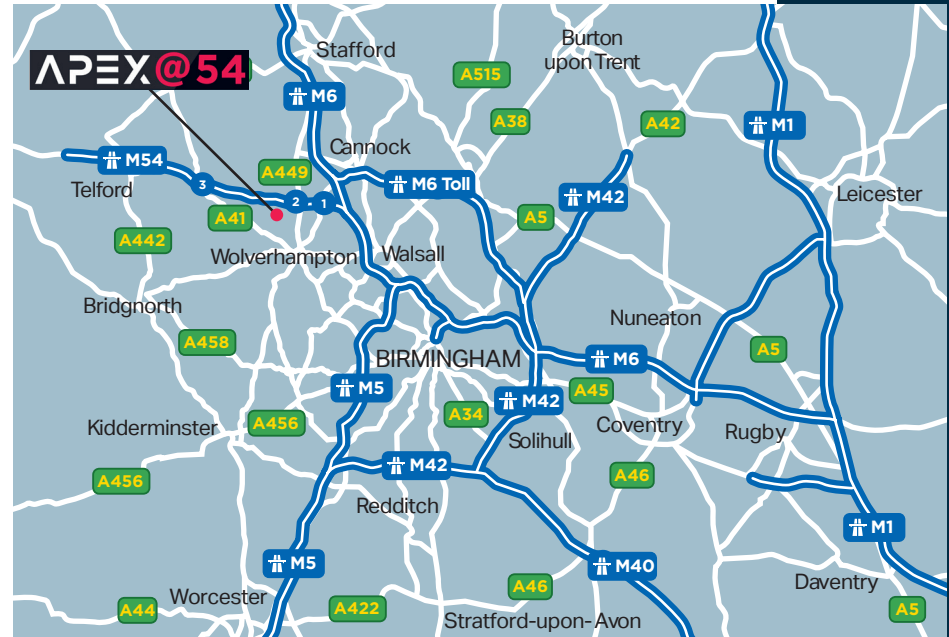 Stafford
Burton
upon Trent
APEX@54
A515
M6
A38
A42
M1
Cannock
M54
A449
Telford
3
M6 Toll
M42
Leicester
2
1
A41
A5
A442
Wolverhampton
Walsall
Bridgnorth
Nuneaton
A458
BIRMINGHAM
M6
A5
M5
A45
M42
A34
A456
Kidderminster
Solihull
Coventry
Rugby
M42
A456
A46
Redditch
M1
M5
M40
Daventry
A46
Worcester
A44
A422
Stratford-upon-Avon
A5